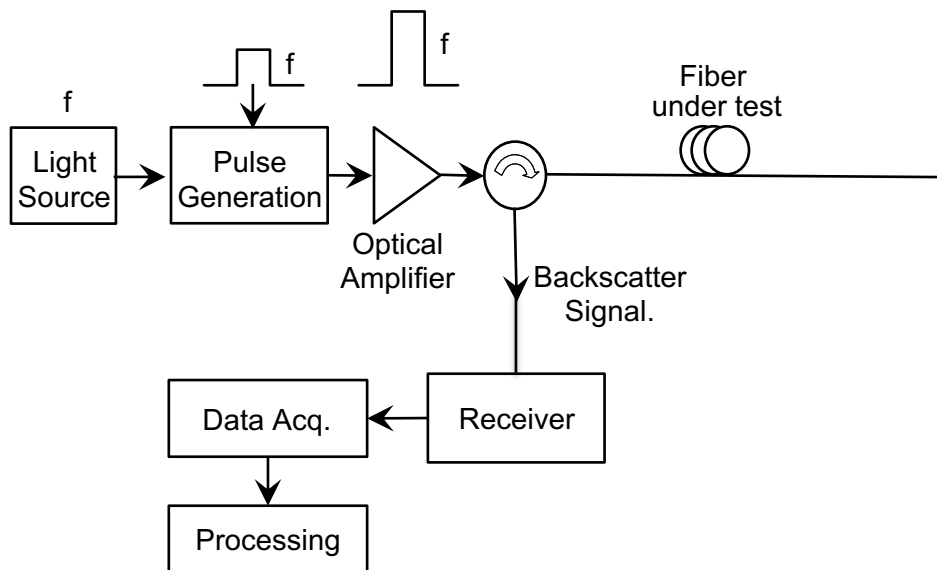 f
f
f
Light
Source
Pulse
Generation
Optical
Amplifier
Fiber
under test
Backscatter
Signal.
Data Acq.
Receiver
Processing